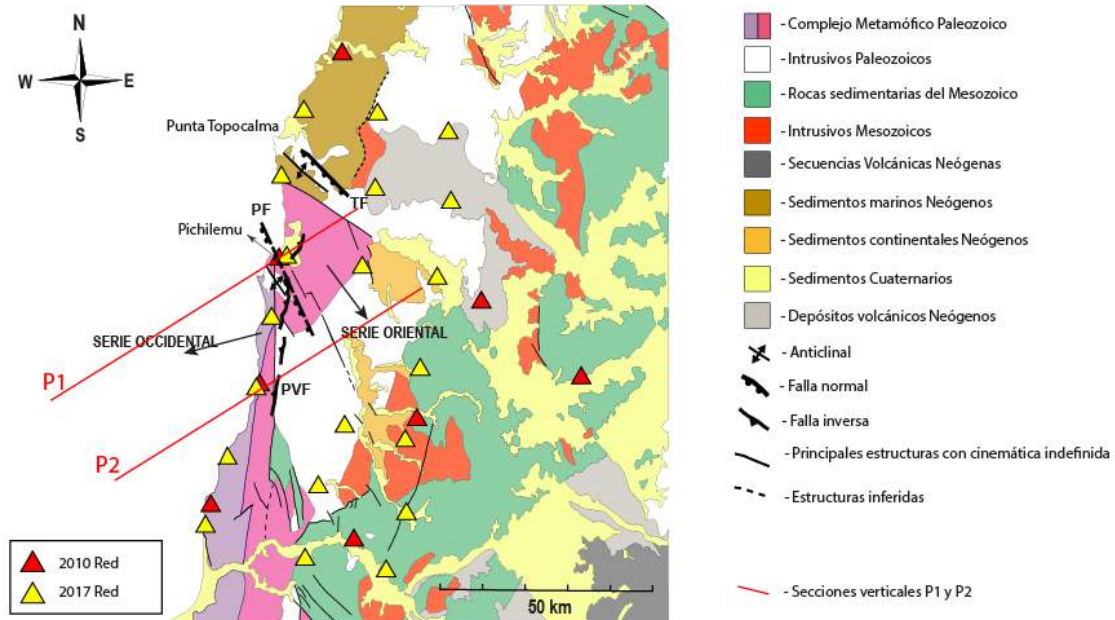 N
W
E
S
Punta Topocalma
TF
PF
Pichilemu
SERIE ORIENTAL
SERIE OCCIDENTAL
P1
PVF
P2
2010 Red
2017 Red
50 km
- Complejo Metamófico Paleozoico
- Intrusivos Paleozoicos
- Rocas sedimentarias del Mesozoico
- Intrusivos Mesozoicos
- Secuencias Volcánicas Neógenas
- Sedimentos marinos Neógenos
- Sedimentos continentales Neógenos
- Sedimentos Cuaternarios
- Depósitos volcánicos Neógenos
- Anticlinal
- Falla normal
- Falla inversa
- Principales estructuras con cinemática indefinida
- Estructuras inferidas
- Secciones verticales P1 y P2